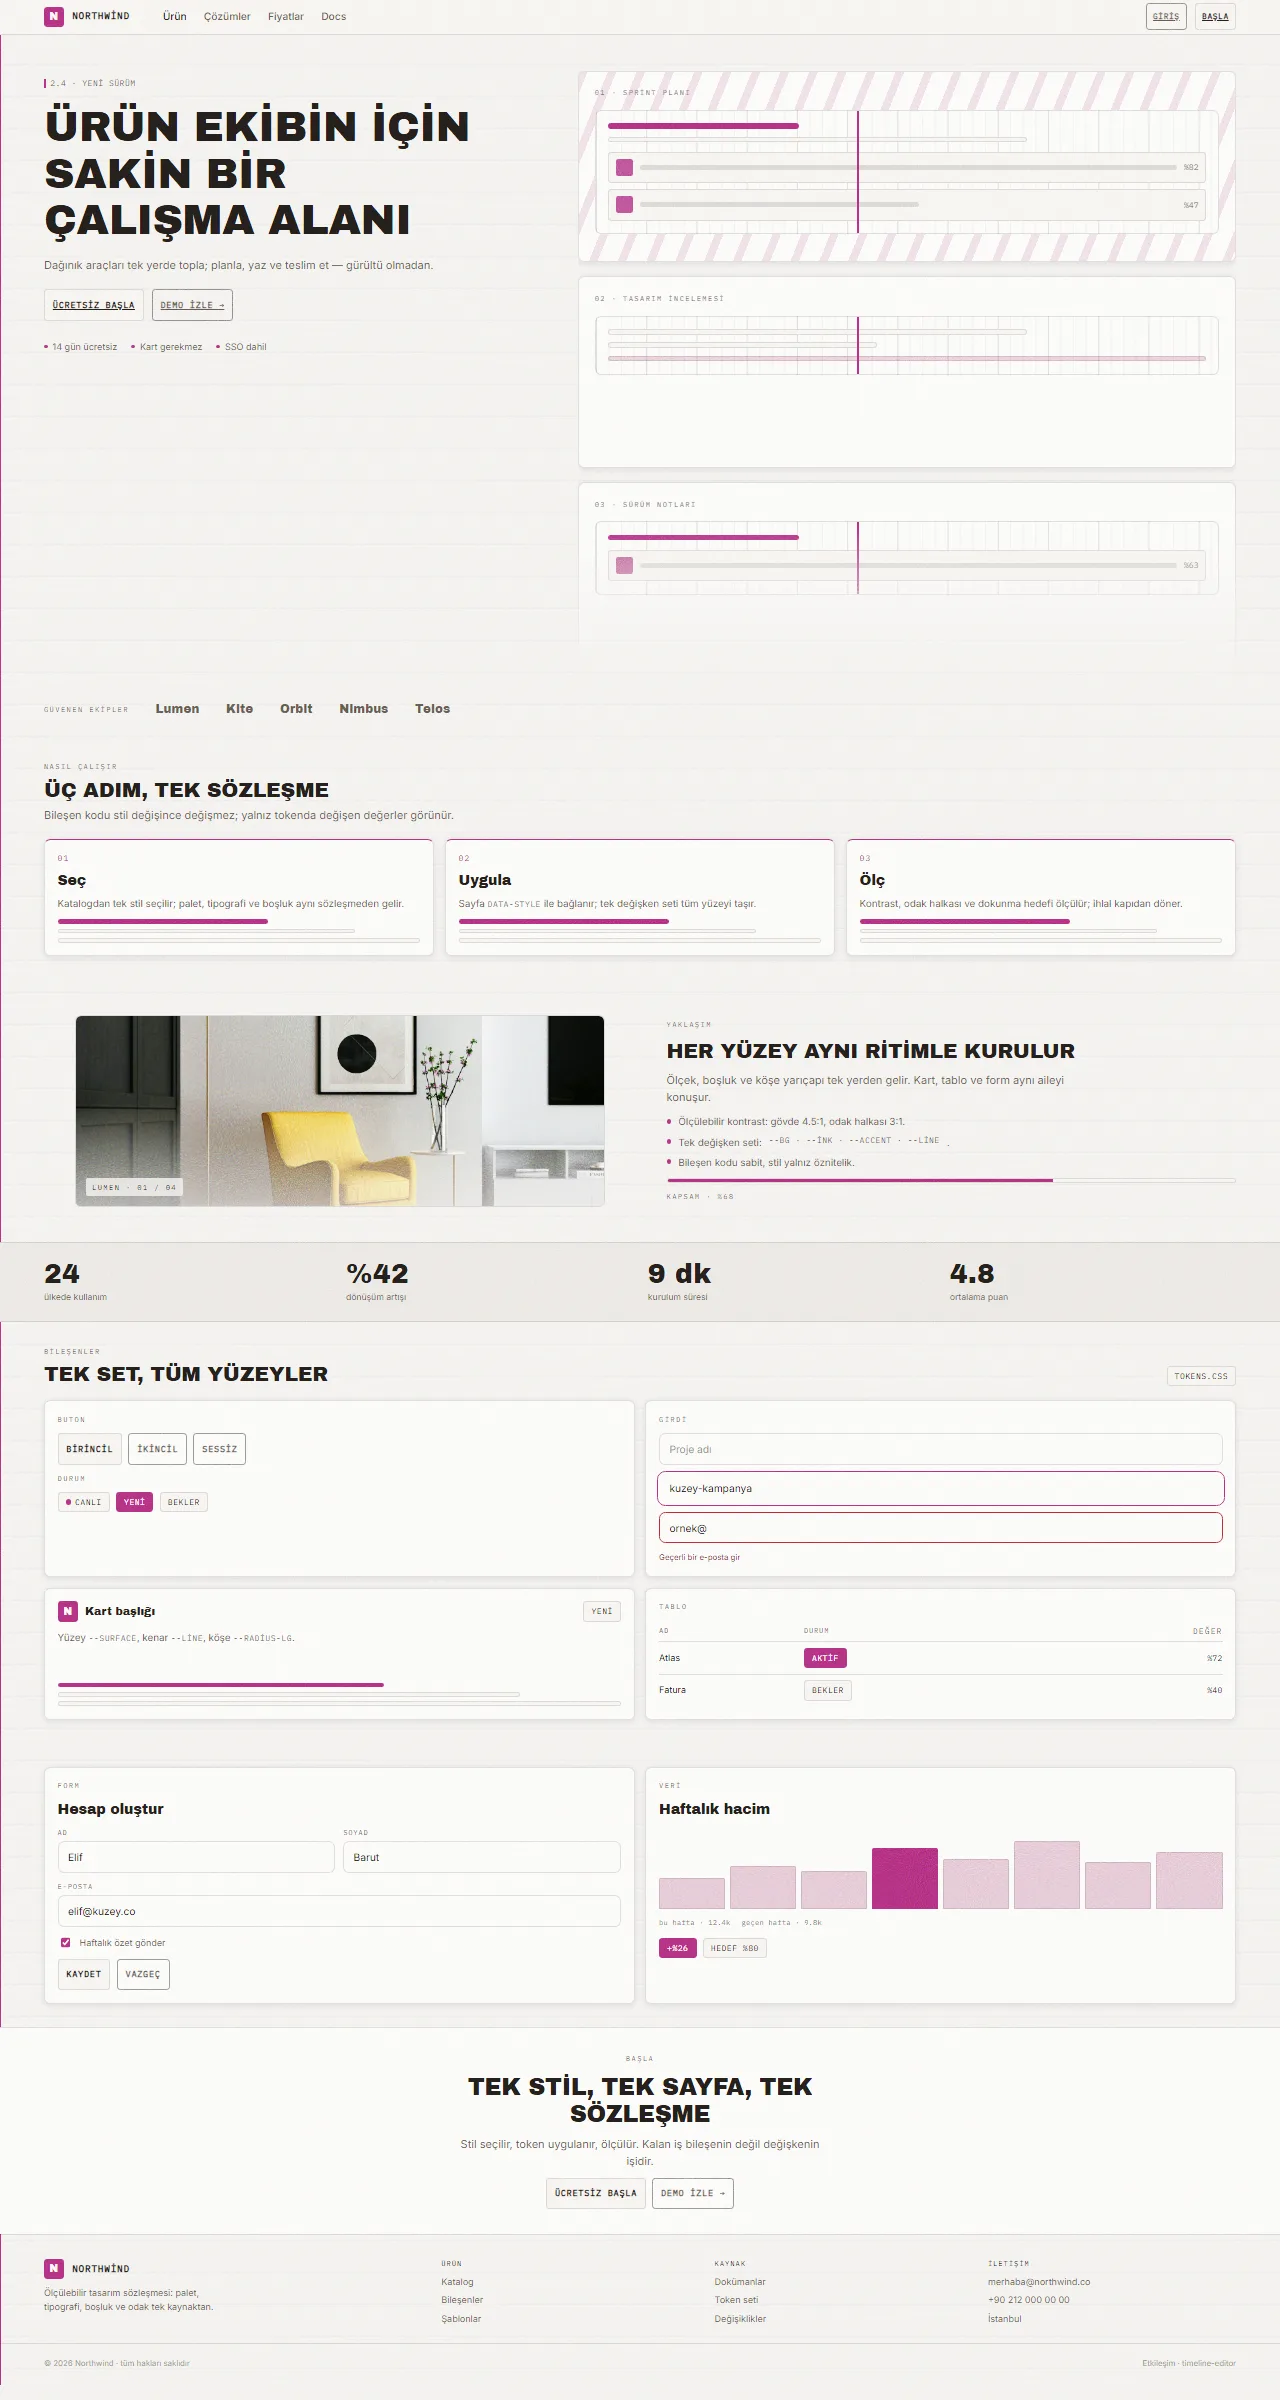 N NORTHWİND Ürün Çözümler Fiyatlar Docs GİRİŞ BAŞLA
2.4 · YENİ SÜRÜM
ÜRÜN EKİBİN İÇİN
SAKİN BİR
ÇALIŞMA ALANI
Dağınık araçları tek yerde topla; planla, yaz ve teslim et — gürültü olmadan.
ÜCRETSİZ BAŞLA DEMO İZLE →
14 gün ücretsiz Kart gerekmez SSO dahil
01 · SPRINT PLANI
%82
%47
02 · TASARIM İNCELEMESİ
03 · SÜRÜM NOTLARI
%63
GÜVENEN EKİPLER Lumen Kite Orbit Nimbus Telos
NASIL ÇALIŞIR
ÜÇ ADIM, TEK SÖZLEŞME
Bileşen kodu stil değişince değişmez; yalnız tokenda değişen değerler görünür.
01
Seç
Katalogdan tek stil seçilir; palet, tipografi ve boşluk aynı sözleşmeden gelir.
02
Uygula
Sayfa DATA-STYLE ile bağlanır; tek değişken seti tüm yüzeyi taşır.
03
Ölç
Kontrast, odak halkası ve dokunma hedefi ölçülür; ihlal kapıdan döner.
LUMEN · 01 / 04
YAKLAŞIM
HER YÜZEY AYNI RİTİMLE KURULUR
Ölçek, boşluk ve köşe yarıçapı tek yerden gelir. Kart, tablo ve form aynı aileyi
konuşur.
Ölçülebilir kontrast: gövde 4.5:1, odak halkası 3:1.
Tek değişken seti: --BG · --İNK · --ACCENT · --LİNE .
Bileşen kodu sabit, stil yalnız öznitelik.
KAPSAM · %68
24
ülkede kullanım
%42
dönüşüm artışı
9 dk
kurulum süresi
4.8
ortalama puan
BİLEŞENLER
TEK SET, TÜM YÜZEYLER
TOKENS.CSS
BUTON
BİRİNCİL İKİNCİL SESSİZ
DURUM
CANLI YENİ BEKLER
GİRDİ
Proje adı
kuzey-kampanya
ornek@
Geçerli bir e-posta gir
N Kart başlığı YENİ
Yüzey --SURFACE, kenar --LİNE, köşe --RADİUS-LG.
TABLO
AD DURUM DEĞER
Atlas AKTİF %72
Fatura BEKLER %40
FORM
Hesap oluştur
AD SOYAD
Elif Barut
E-POSTA
elif@kuzey.co
Haftalık özet gönder
KAYDET VAZGEÇ
VERİ
Haftalık hacim
bu hafta · 12.4k geçen hafta · 9.8k
+%26 HEDEF %80
BAŞLA
TEK STİL, TEK SAYFA, TEK
SÖZLEŞME
Stil seçilir, token uygulanır, ölçülür. Kalan iş bileşenin değil değişkenin
işidir.
ÜCRETSİZ BAŞLA DEMO İZLE →
N NORTHWİND
Ölçülebilir tasarım sözleşmesi: palet,
tipografi, boşluk ve odak tek kaynaktan.
ÜRÜN
Katalog
Bileşenler
Şablonlar
KAYNAK
Dokümanlar
Token seti
Değişiklikler
İLETİŞİM
merhaba@northwind.co
+90 212 000 00 00
İstanbul
© 2026 Northwind · tüm hakları saklıdır
Etkileşim · timeline-editor